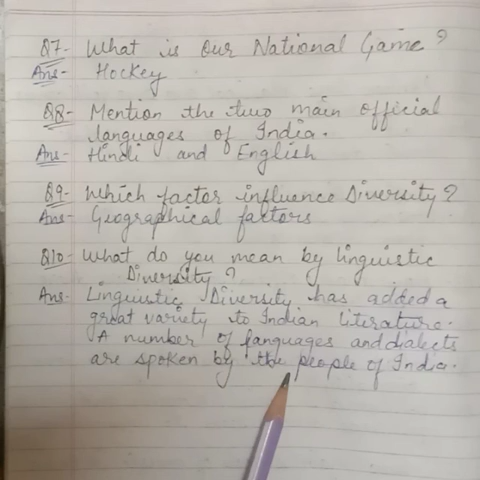 Q7- What is our National Game?
Ans- Hockey
Q8- Mention the two main official
languages of India.
Ans- Hindi and English
Q9- Which factor influence Diversity?
Ans- Geographical factors
Q10- What do you mean by linguistic
Diversity?
Ans- Linguistic Diversity has added a
great variety to Indian literature.
A number of languages and dialects
are spoken by the people of India.